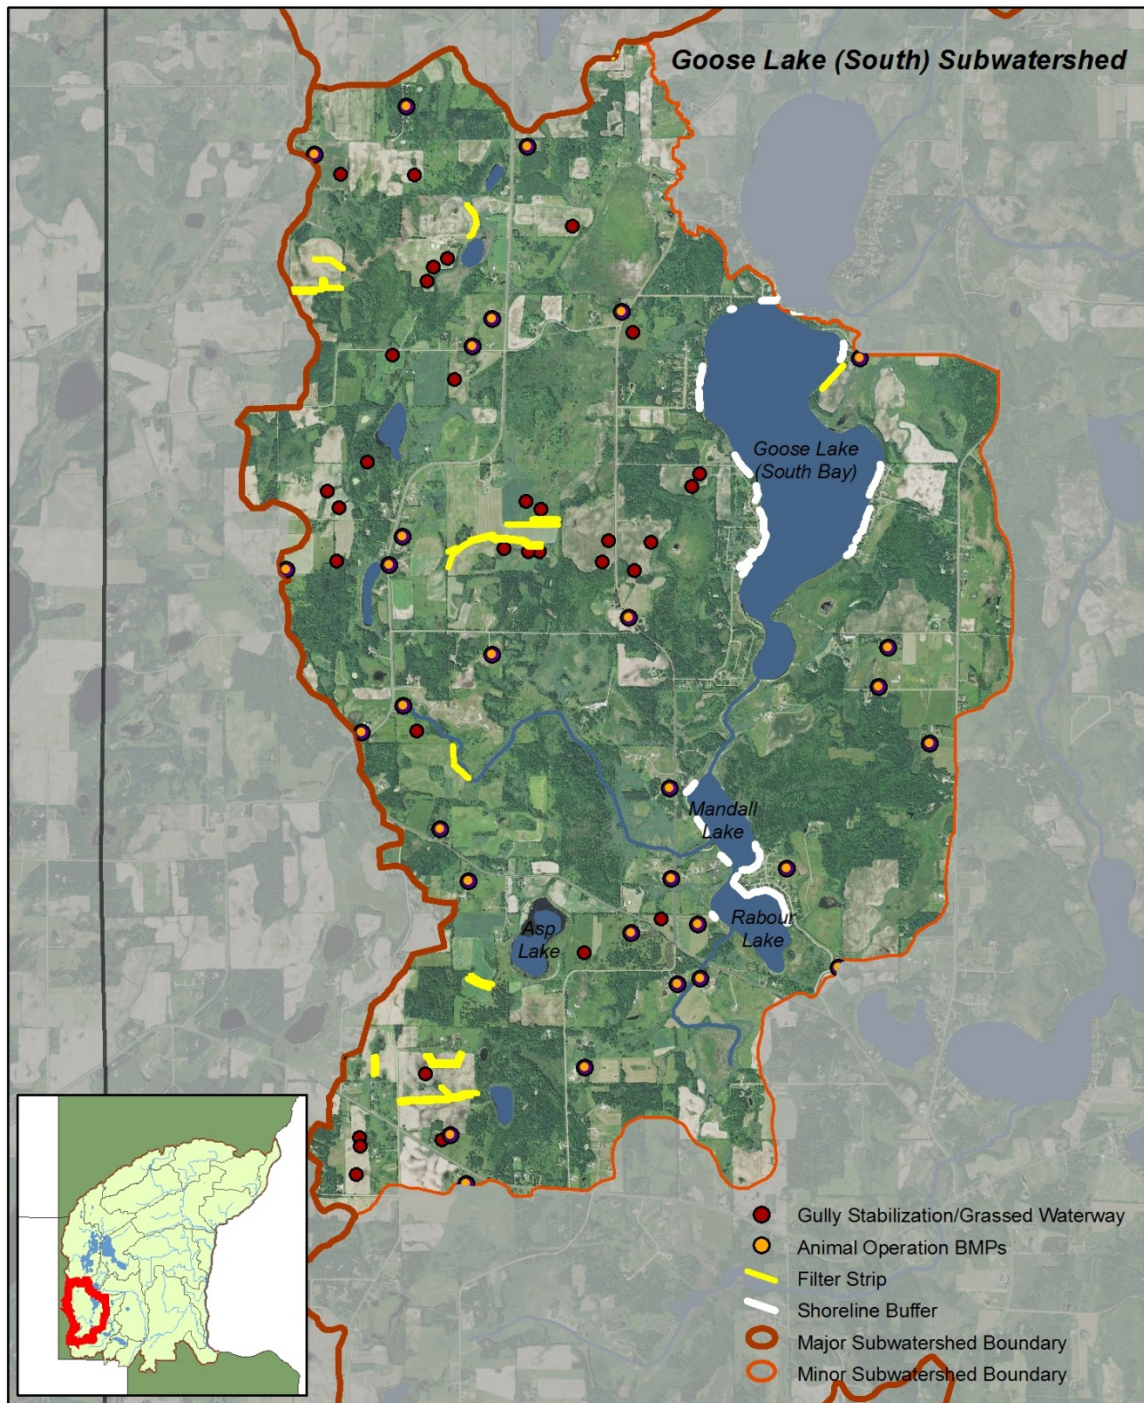 Goose Lake (South) Subwatershed
Goose Lake
(South Bay)
Mandall
Lake
Rabour
Lake
Asp
Lake
Gully Stabilization/Grassed Waterway
Animal Operation BMPs
Filter Strip
Shoreline Buffer
Major Subwatershed Boundary
Minor Subwatershed Boundary